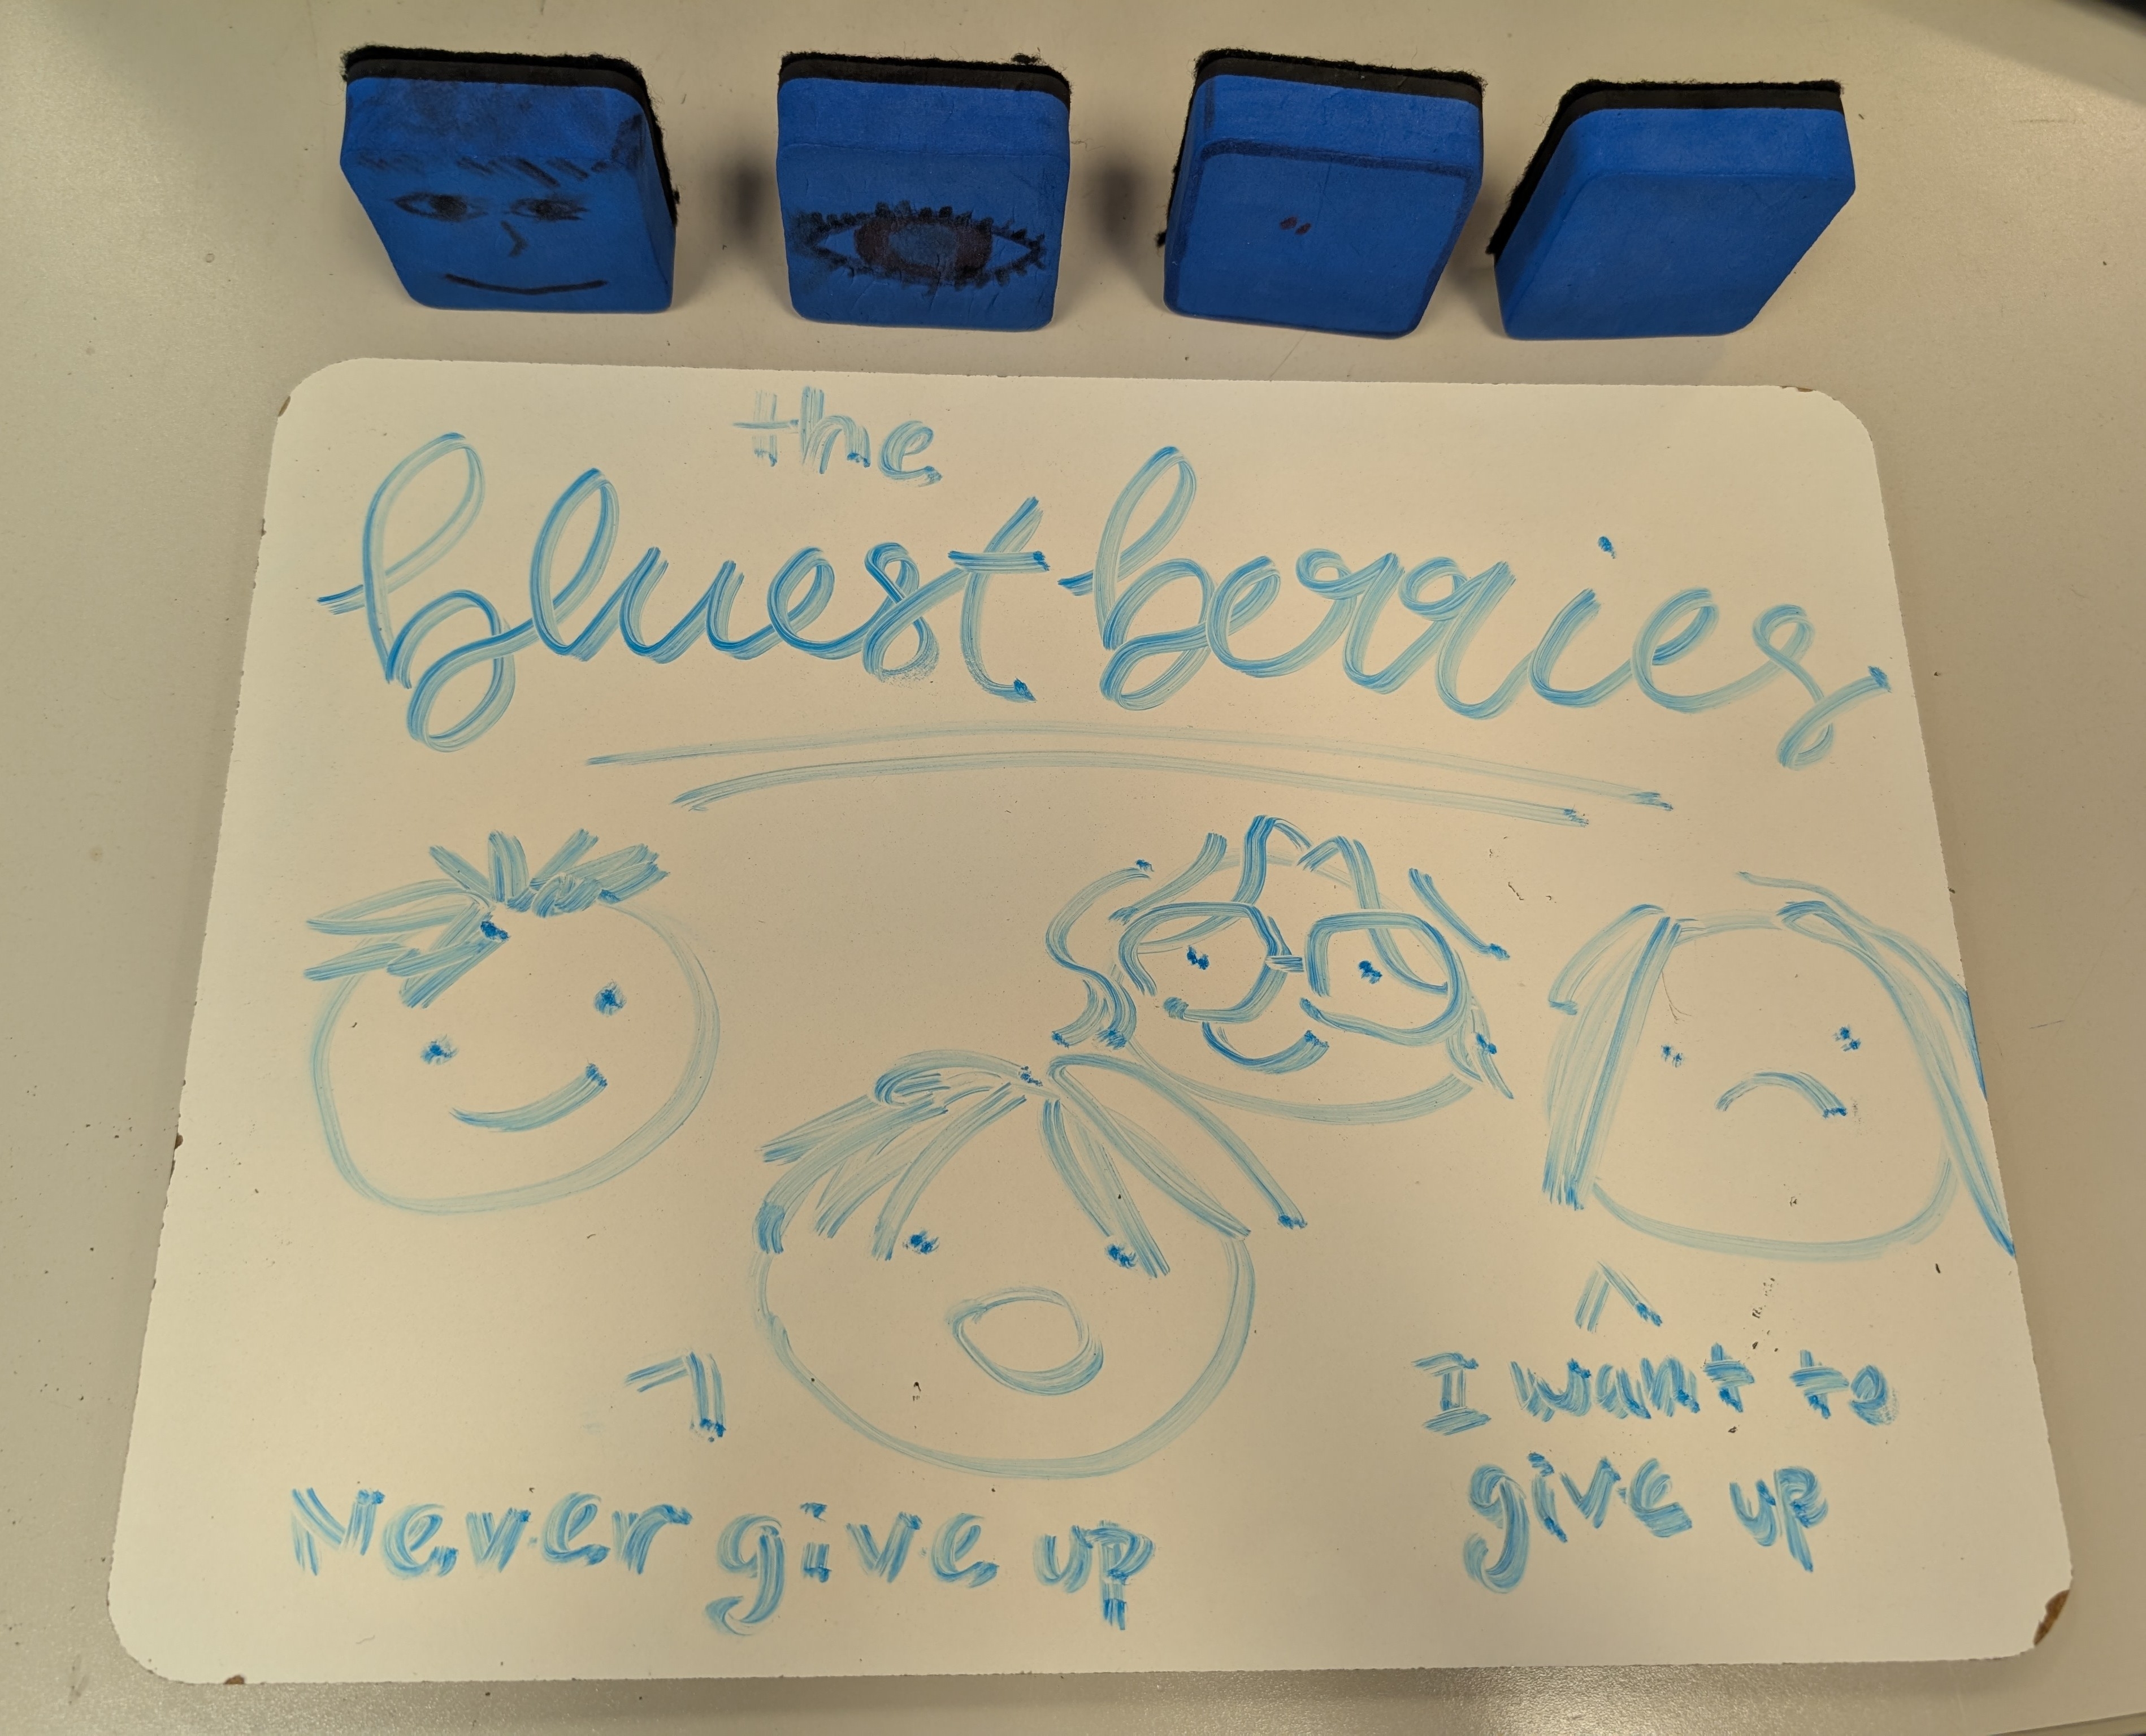 the
bluest berries
Never give up
I want to
give up